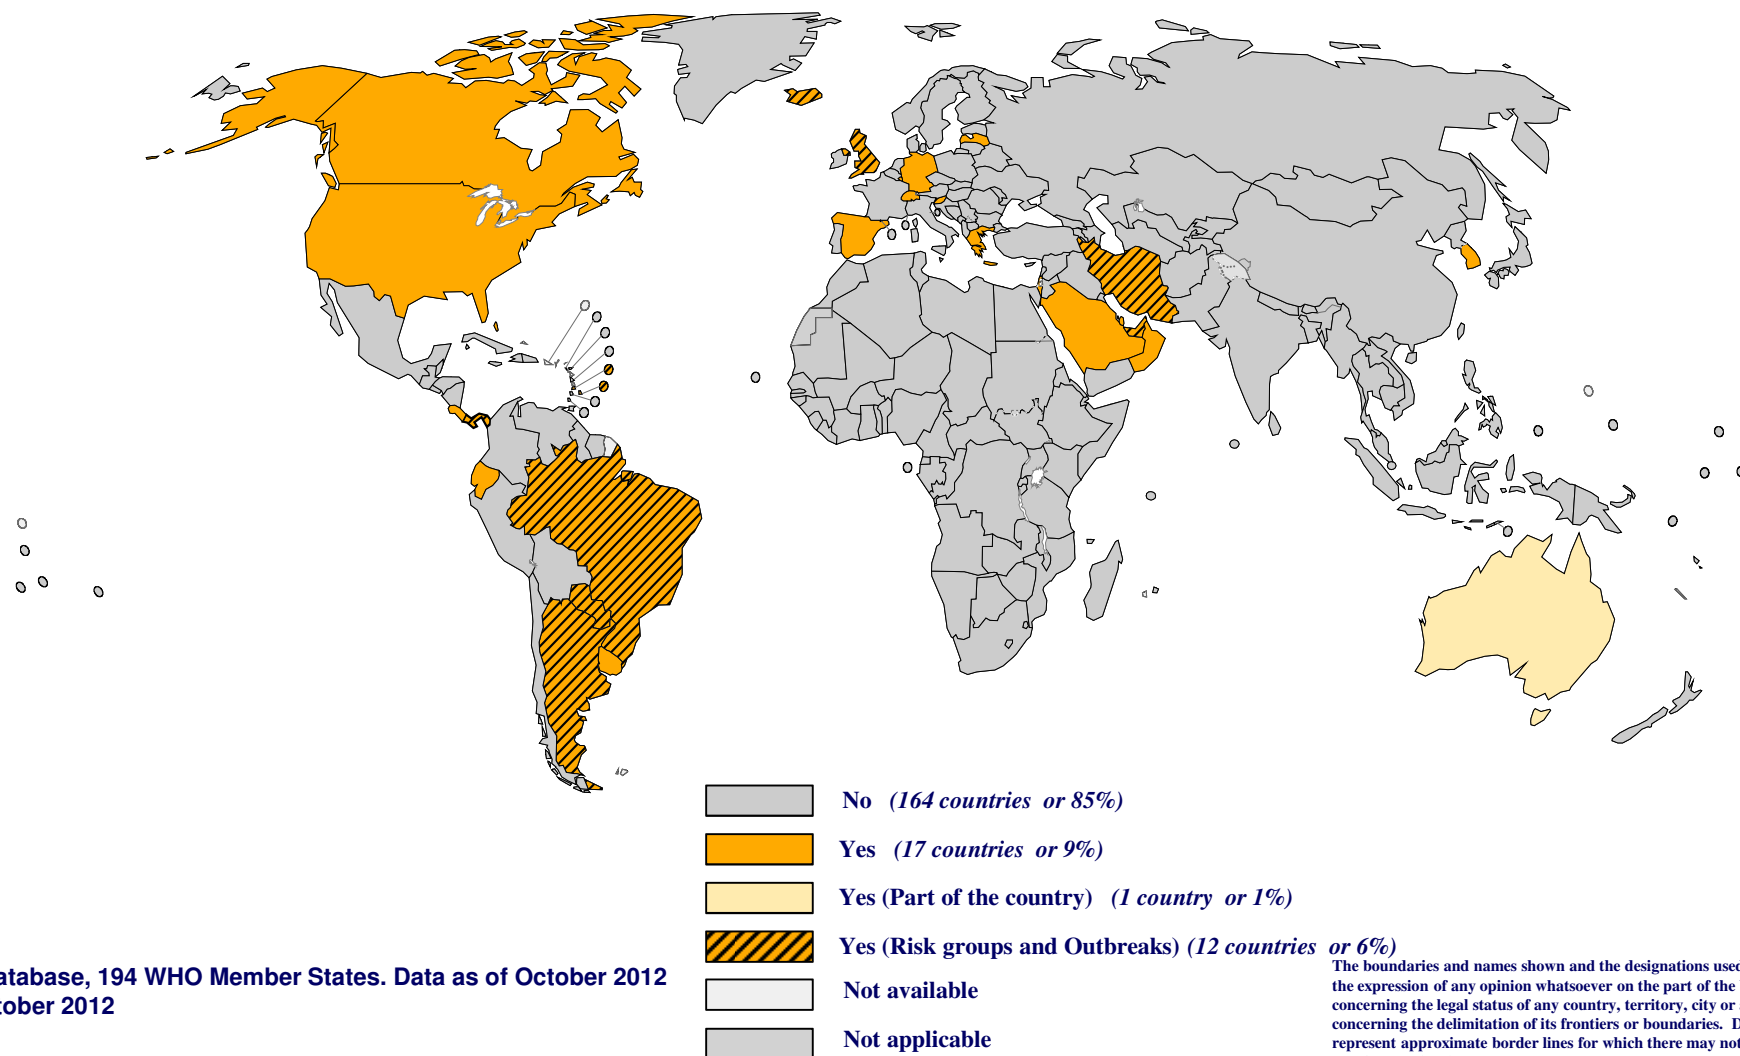 No (164 countries or 85%)
Yes (17 countries or 9%)
Yes (Part of the country) (1 country or 1%)
Yes (Risk groups and Outbreaks) (12 countries or 6%)
Not available
Not applicable
atabase, 194 WHO Member States. Data as of October 2012
tober 2012
The boundaries and names shown and the designations used
the expression of any opinion whatsoever on the part of the
concerning the legal status of any country, territory, city or
concerning the delimitation of its frontiers or boundaries. D
represent approximate border lines for which there may not